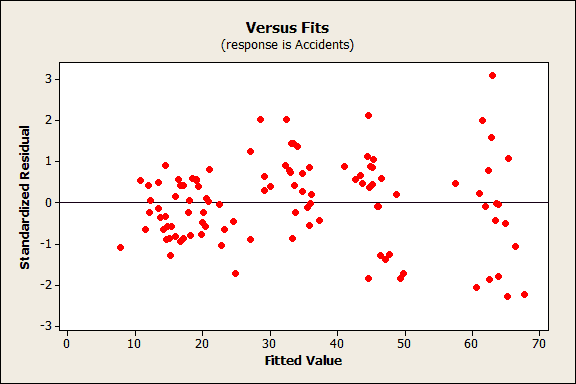 Versus Fits
(response is Accidents)
3
2
1
0
-1
-2
-3
Standardized Residual
0 10 20 30 40 50 60 70
Fitted Value